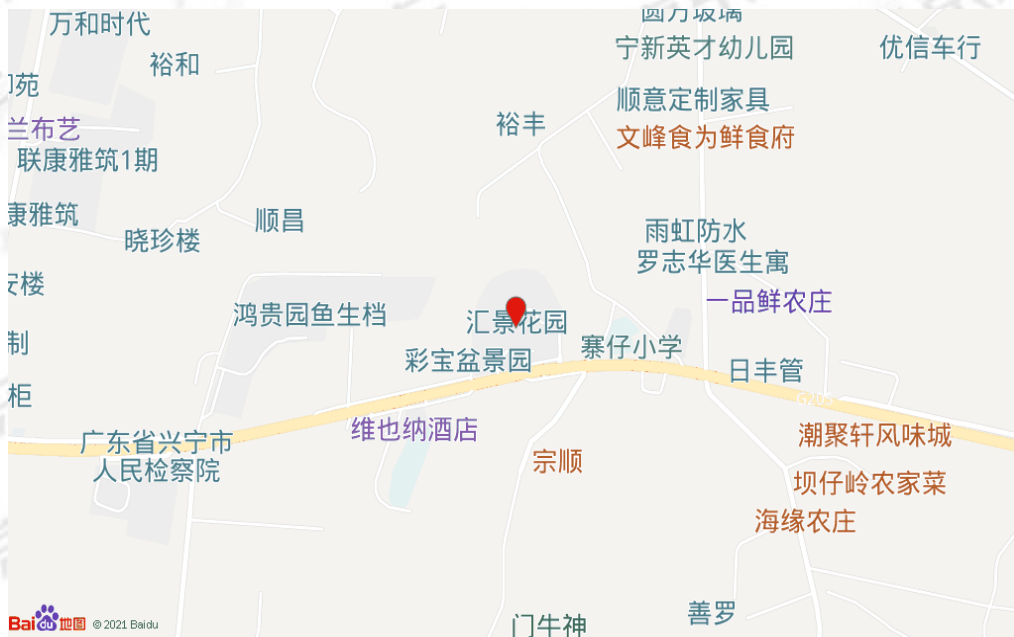 圆方玻璃
万和时代
宁新英才幼儿园
优信车行
裕和
卯苑
顺意定制家具
兰布艺
裕丰
文峰食为鲜食府
联康雅筑1期
康雅筑
顺昌
雨虹防水
晓珍楼
罗志华医生寓
安楼
一品鲜农庄
鸿贵园鱼生档
汇景花园
制
寨仔小学
彩宝盆景园
日丰管
柜
G205
维也纳酒店
广东省兴宁市
人民检察院
潮聚轩风味城
宗顺
坝仔岭农家菜
海缘农庄
善罗
门牛神
Bai du 地图 © 2021 Baidu